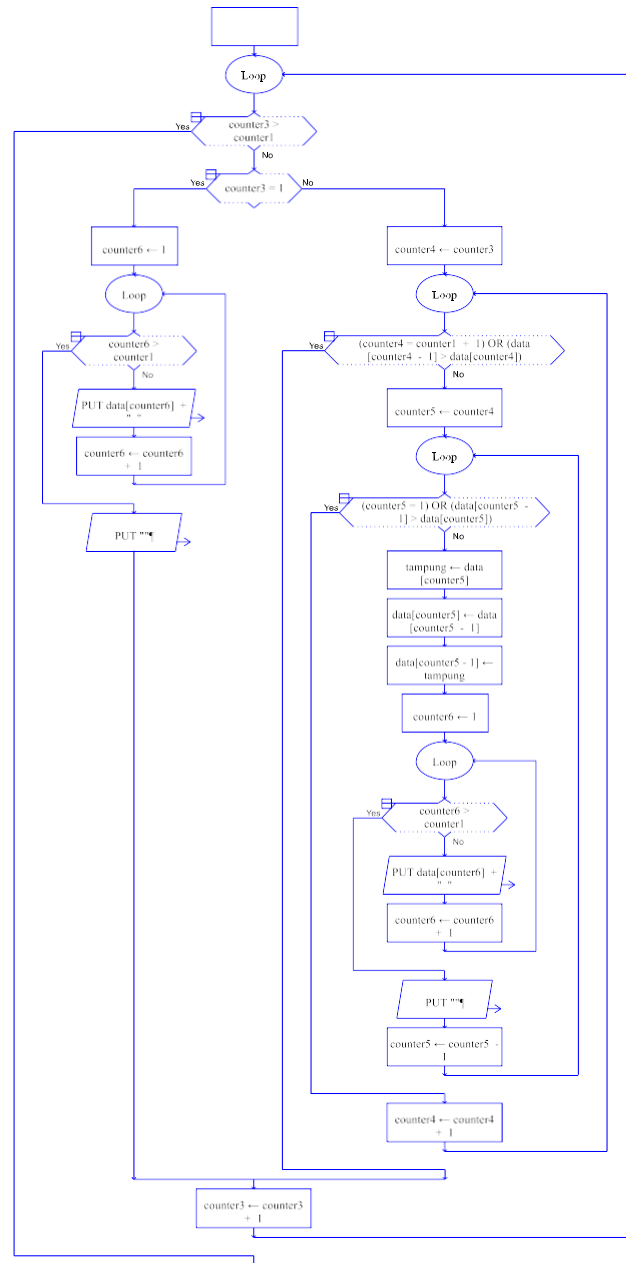 Loop
Yes
counter3 >
counter1
No
Yes
counter3 = 1
No
counter6 ← 1
Loop
Yes
counter6 >
counter1
No
PUT data[counter6] +
" "
counter6 ← counter6
+ 1
PUT ""¶
counter4 ← counter3
Loop
Yes
(counter4 = counter1 + 1) OR (data
[counter4 - 1] > data[counter4])
No
counter5 ← counter4
Loop
Yes
(counter5 = 1) OR (data[counter5 -
1] > data[counter5])
No
tampung ← data
[counter5]
data[counter5] ← data
[counter5 - 1]
data[counter5 - 1] ←
tampung
counter6 ← 1
Loop
Yes
counter6 >
counter1
No
PUT data[counter6] +
" "
counter6 ← counter6
+ 1
PUT ""¶
counter5 ← counter5 -
1
counter4 ← counter4
+ 1
counter3 ← counter3
+ 1